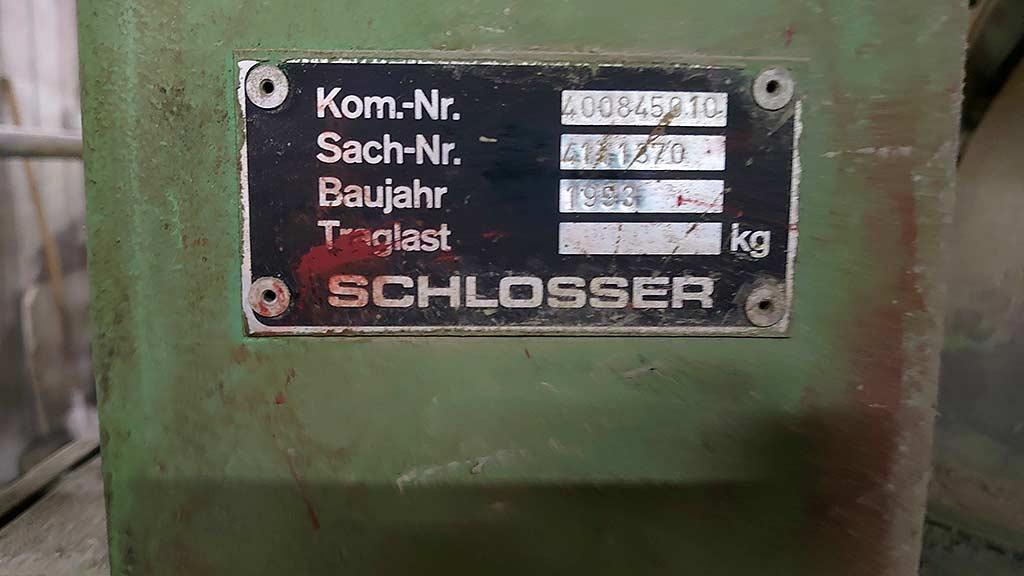 Kom.-Nr. 400845010
Sach-Nr.
Baujahr 1993
Traglast kg
SCHLOSSER